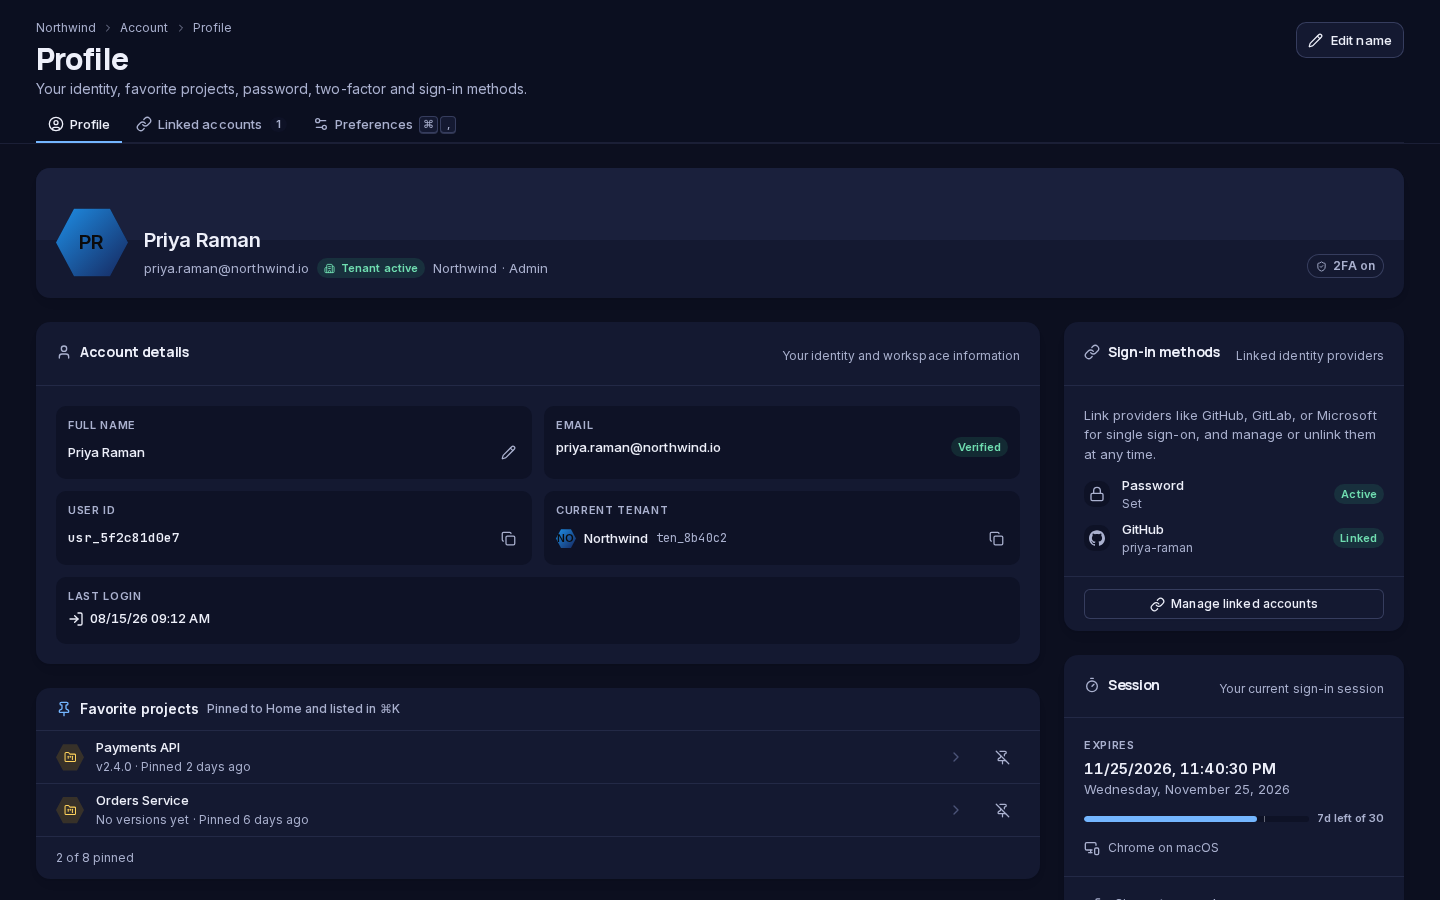 Northwind > Account > Profile
Profile
Your identity, favorite projects, password, two-factor and sign-in methods.
Edit name
Profile
Linked accounts 1
Preferences ⌘ ,
PR
Priya Raman
priya.raman@northwind.io Tenant active Northwind · Admin
2FA on
Account details
Your identity and workspace information
FULL NAME
Priya Raman
EMAIL
priya.raman@northwind.io
Verified
USER ID
usr_5f2c81d0e7
CURRENT TENANT
NO Northwind ten_8b40c2
LAST LOGIN
08/15/26 09:12 AM
Favorite projects Pinned to Home and listed in ⌘K
Payments API
v2.4.0 · Pinned 2 days ago
Orders Service
No versions yet · Pinned 6 days ago
2 of 8 pinned
Sign-in methods Linked identity providers
Link providers like GitHub, GitLab, or Microsoft
for single sign-on, and manage or unlink them
at any time.
Password
Set
Active
GitHub
priya-raman
Linked
Manage linked accounts
Session
Your current sign-in session
EXPIRES
11/25/2026, 11:40:30 PM
Wednesday, November 25, 2026
7d left of 30
Chrome on macOS